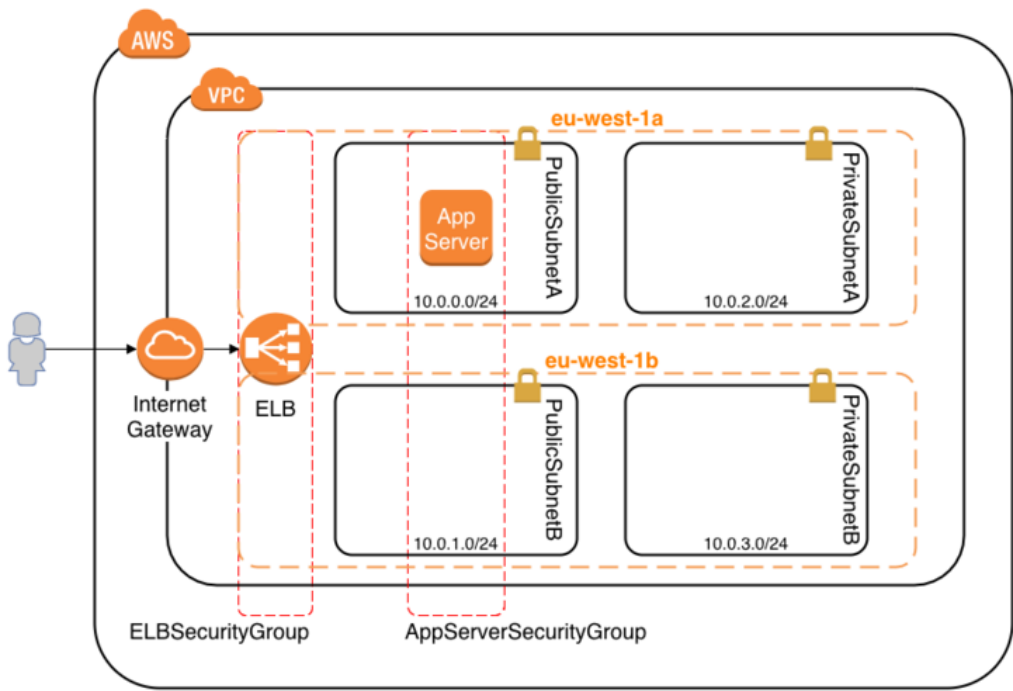 AWS
VPC
eu-west-1a
App
Server
PublicSubnetA
10.0.0.0/24
PrivateSubnetA
10.0.2.0/24
Internet
Gateway
ELB
eu-west-1b
PublicSubnetB
10.0.1.0/24
PrivateSubnetB
10.0.3.0/24
ELBSecurityGroup
AppServerSecurityGroup